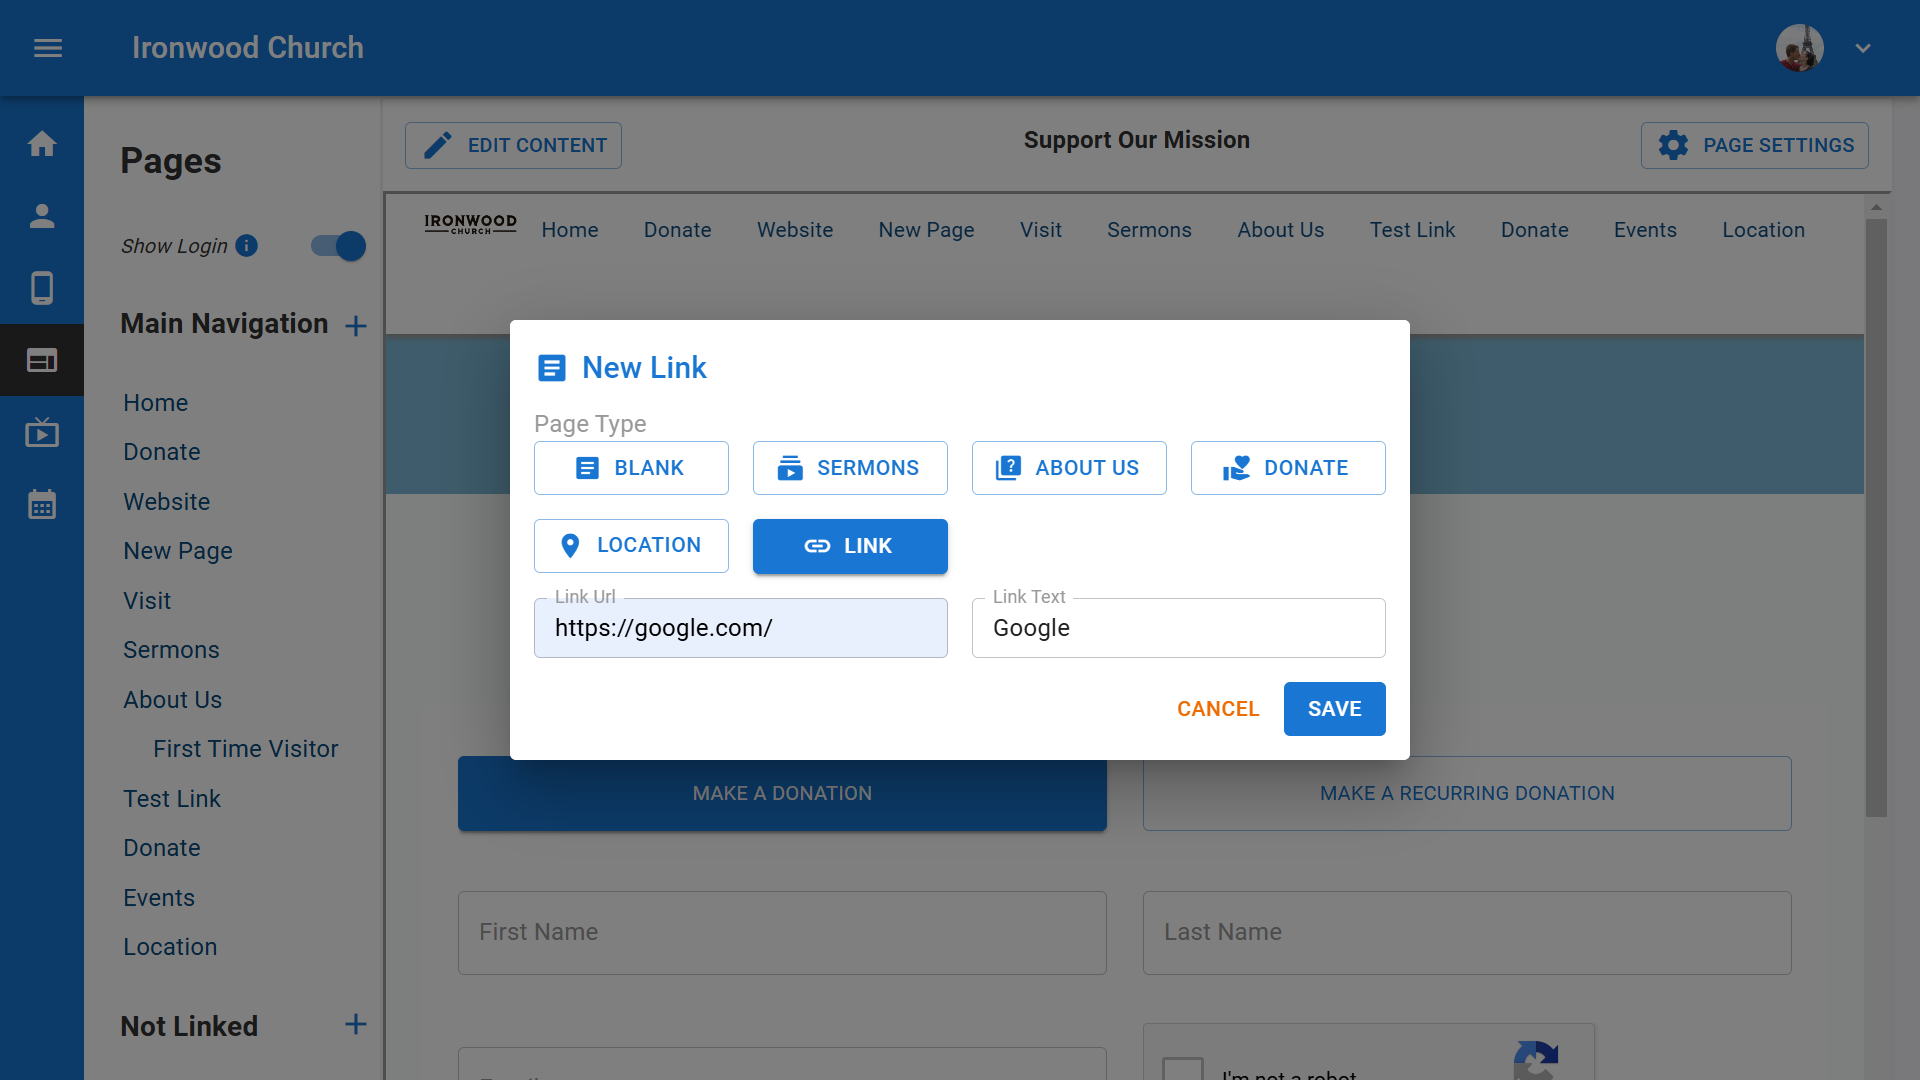 Ironwood Church
Pages
Show Login
Main Navigation
Home
Donate
Website
New Page
Visit
Sermons
About Us
First Time Visitor
Test Link
Donate
Events
Location
Not Linked
EDIT CONTENT
Support Our Mission
PAGE SETTINGS
IRONWOOD
CHURCH
Home Donate Website New Page Visit Sermons About Us Test Link Donate Events Location
New Link
Page Type
BLANK SERMONS ABOUT US DONATE
LOCATION LINK
Link Url Link Text
https://google.com/ Google
CANCEL SAVE
MAKE A DONATION MAKE A RECURRING DONATION
First Name Last Name
I'm not a robot